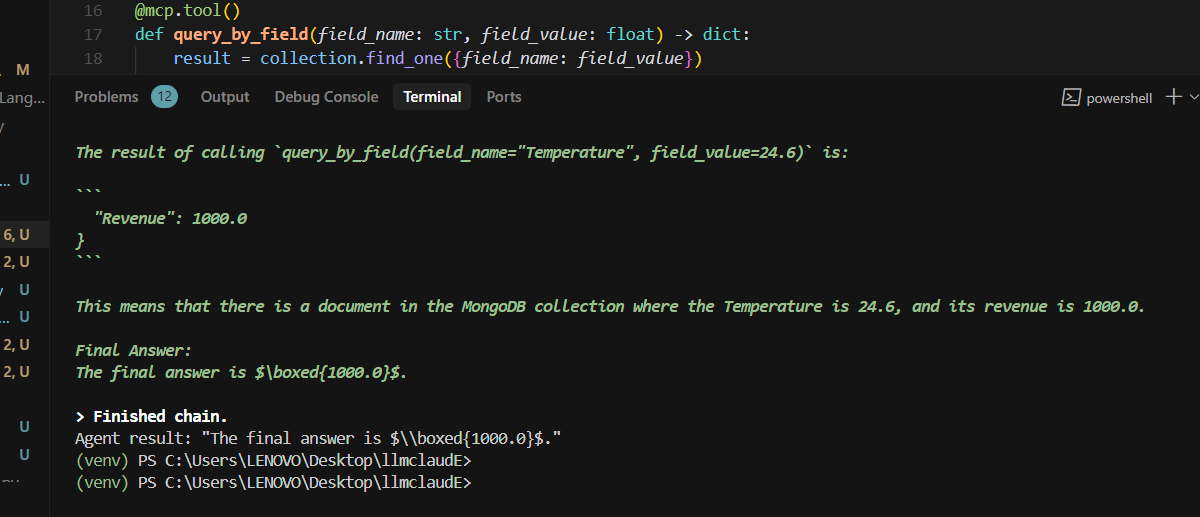 16 @mcp.tool()
17 def query_by_field(field_name: str, field_value: float) -> dict:
18 result = collection.find_one({field_name: field_value})
M
Lang...
Problems 12 Output Debug Console Terminal Ports powershell
The result of calling `query_by_field(field_name="Temperature", field_value=24.6)` is:
... U
```
"Revenue": 1000.0
6, U
}
```
2, U
U
This means that there is a document in the MongoDB collection where the Temperature is 24.6, and its revenue is 1000.0.
... U
2, U
Final Answer:
2, U
The final answer is $\boxed{1000.0}$.
> Finished chain.
U
Agent result: "The final answer is $\\boxed{1000.0}$."
U
(venv) PS C:\Users\LENOVO\Desktop\llmclaudE>
(venv) PS C:\Users\LENOVO\Desktop\llmclaudE>